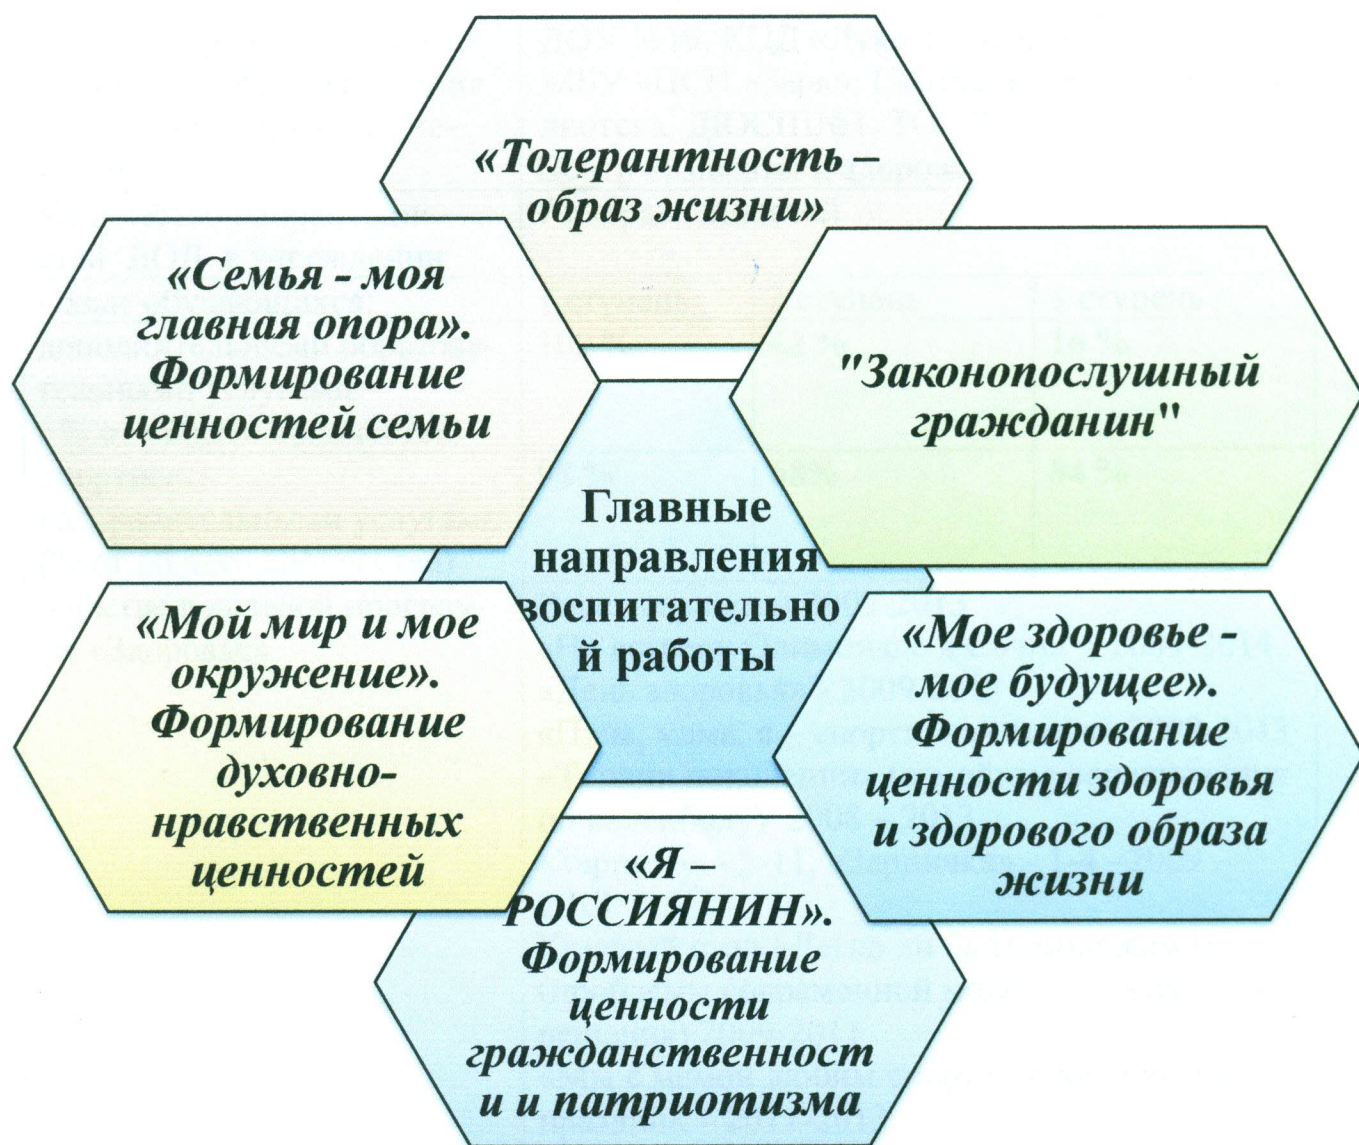 «Толерантность –
образ жизни»
«Семья - моя
главная опора».
Формирование
ценностей семьи
"Законопослушный
гражданин"
Главные
направления
воспитательно
й работы
«Мой мир и мое
окружение».
Формирование
духовно-
нравственных
ценностей
«Мое здоровье -
мое будущее».
Формирование
ценности здоровья
и здорового образа
жизни
«Я –
РОССИЯНИН».
Формирование
ценности
гражданственност
и и патриотизма